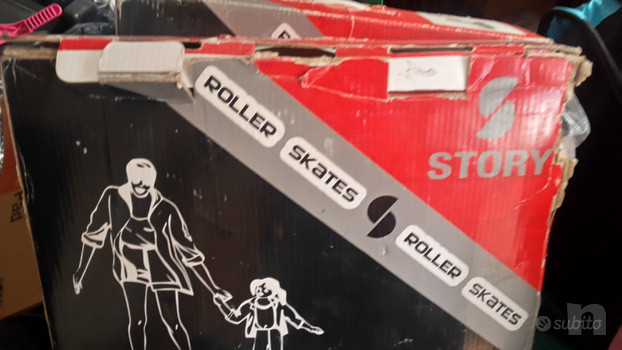 ROLLER
SKATES
ROLLER
SKATES
STORY
subito